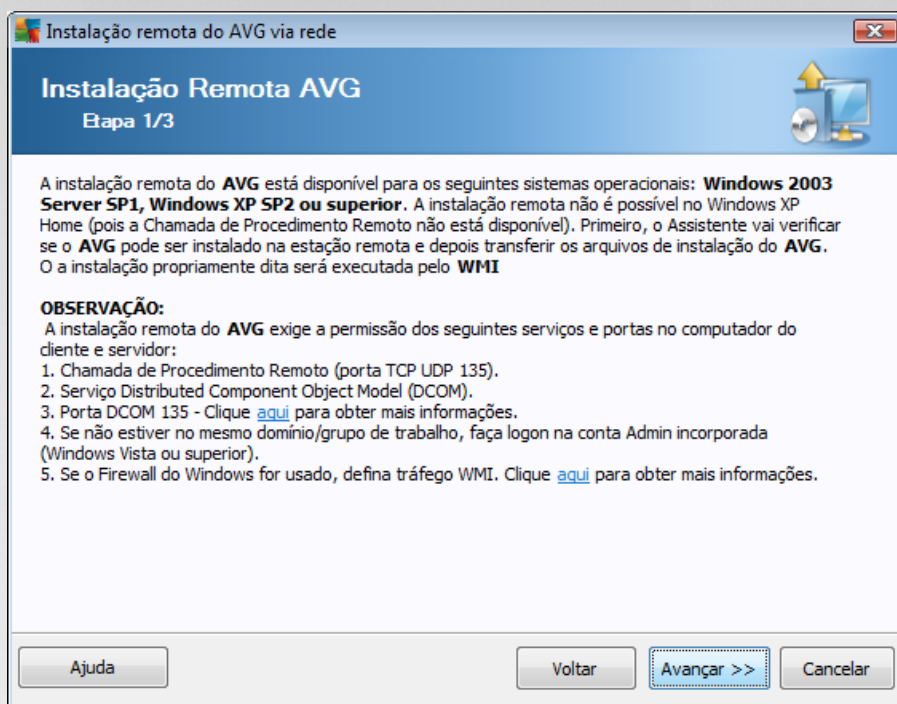 Instalação remota do AVG via rede
Instalação Remota AVG
Etapa 1/3
A instalação remota do AVG está disponível para os seguintes sistemas operacionais: Windows 2003
Server SP1, Windows XP SP2 ou superior. A instalação remota não é possível no Windows XP
Home (pois a Chamada de Procedimento Remoto não está disponível). Primeiro, o Assistente vai verificar
se o AVG pode ser instalado na estação remota e depois transferir os arquivos de instalação do AVG.
O a instalação propriamente dita será executada pelo WMI
OBSERVAÇÃO:
A instalação remota do AVG exige a permissão dos seguintes serviços e portas no computador do
cliente e servidor:
1. Chamada de Procedimento Remoto (porta TCP UDP 135).
2. Serviço Distributed Component Object Model (DCOM).
3. Porta DCOM 135 - Clique aqui para obter mais informações.
4. Se não estiver no mesmo domínio/grupo de trabalho, faça logon na conta Admin incorporada
(Windows Vista ou superior).
5. Se o Firewall do Windows for usado, defina tráfego WMI. Clique aqui para obter mais informações.
Ajuda
Voltar
Avançar >>
Cancelar